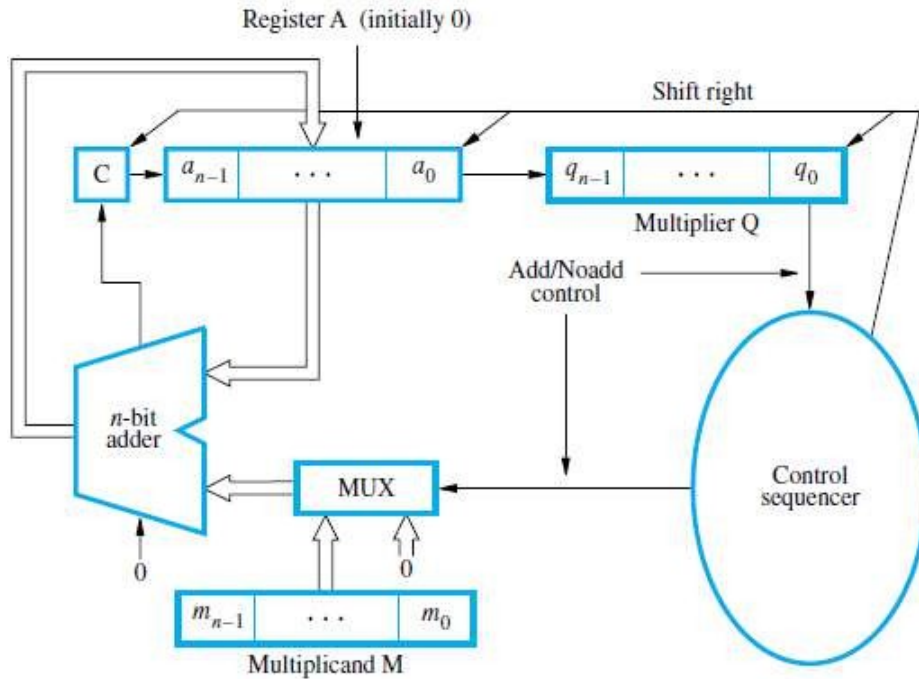 Register A (initially 0)
Shift right
C
a_{n-1} · · · a_0
q_{n-1} · · · q_0
Multiplier Q
Add/Noadd
control
n-bit
adder
MUX
Control
sequencer
0
0
m_{n-1} · · · m_0
Multiplicand M